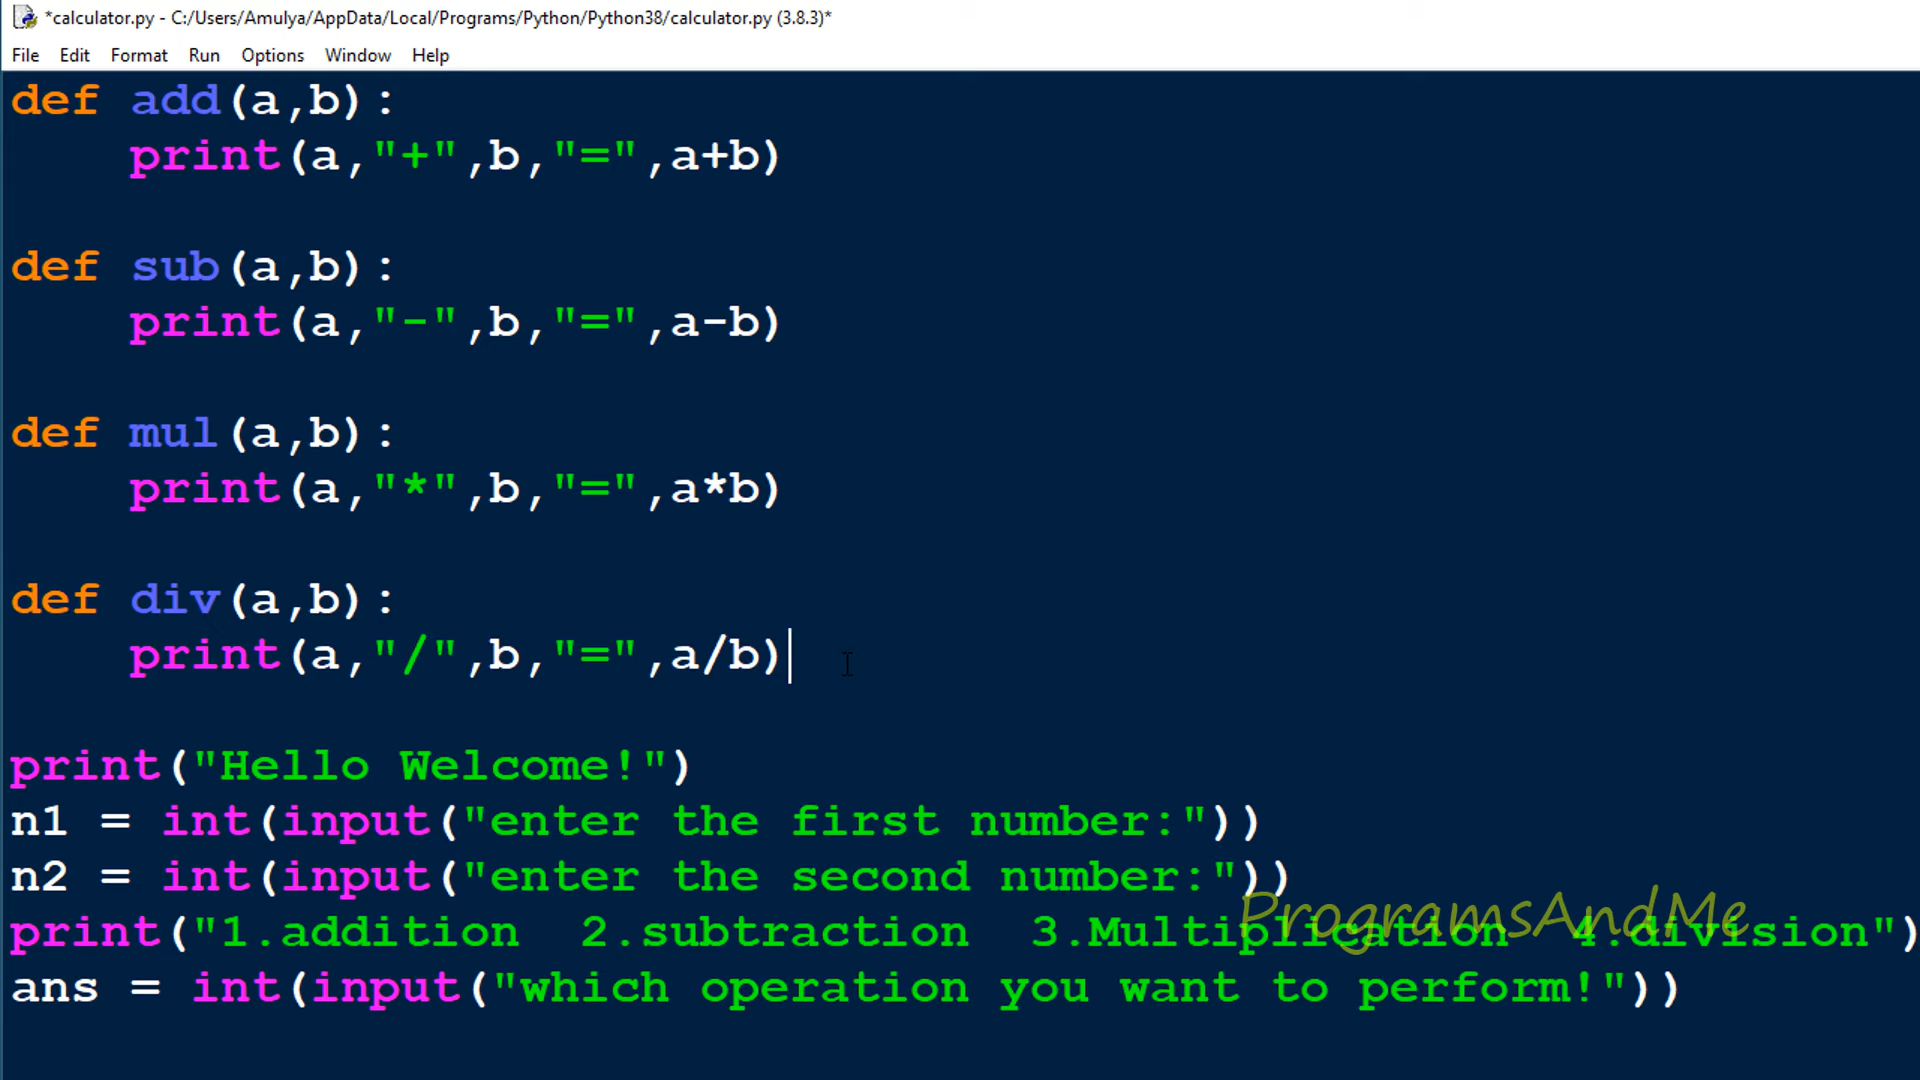 *calculator.py - C:/Users/Amulya/AppData/Local/Programs/Python/Python38/calculator.py (3.8.3)*
File Edit Format Run Options Window Help
def add(a,b):
    print(a,"+",b,"=",a+b)
def sub(a,b):
    print(a,"-",b,"=",a-b)
def mul(a,b):
    print(a,"*",b,"=",a*b)
def div(a,b):
    print(a,"/",b,"=",a/b)
print("Hello Welcome!")
n1 = int(input("enter the first number:"))
n2 = int(input("enter the second number:"))
ProgramsAndMe
print("1.addition  2.subtraction  3.Multiplication  4.division")
ans = int(input("which operation you want to perform!"))